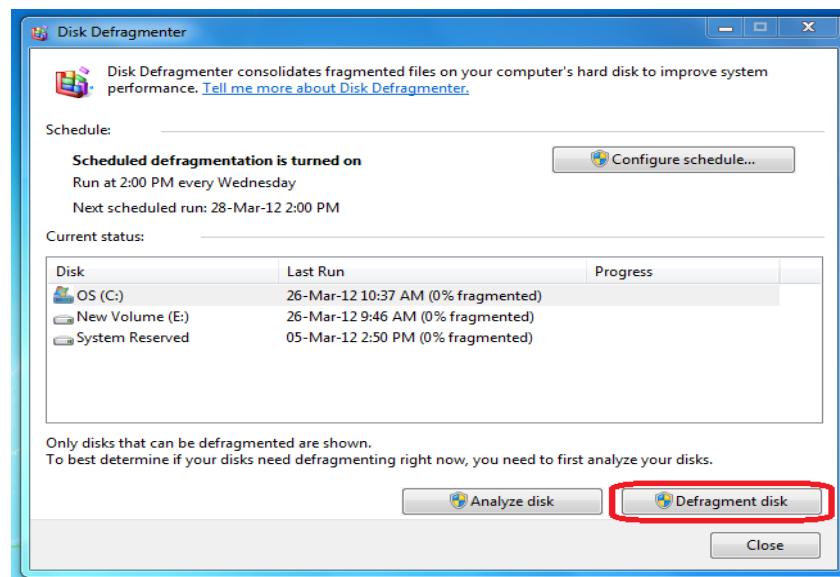 Disk Defragmenter
Disk Defragmenter consolidates fragmented files on your computer's hard disk to improve system
performance. Tell me more about Disk Defragmenter.
Schedule:
Scheduled defragmentation is turned on
Configure schedule...
Run at 2:00 PM every Wednesday
Next scheduled run: 28-Mar-12 2:00 PM
Current status:
Disk Last Run Progress
OS (C:) 26-Mar-12 10:37 AM (0% fragmented)
New Volume (E:) 26-Mar-12 9:46 AM (0% fragmented)
System Reserved 05-Mar-12 2:50 PM (0% fragmented)
Only disks that can be defragmented are shown.
To best determine if your disks need defragmenting right now, you need to first analyze your disks.
Analyze disk Defragment disk
Close